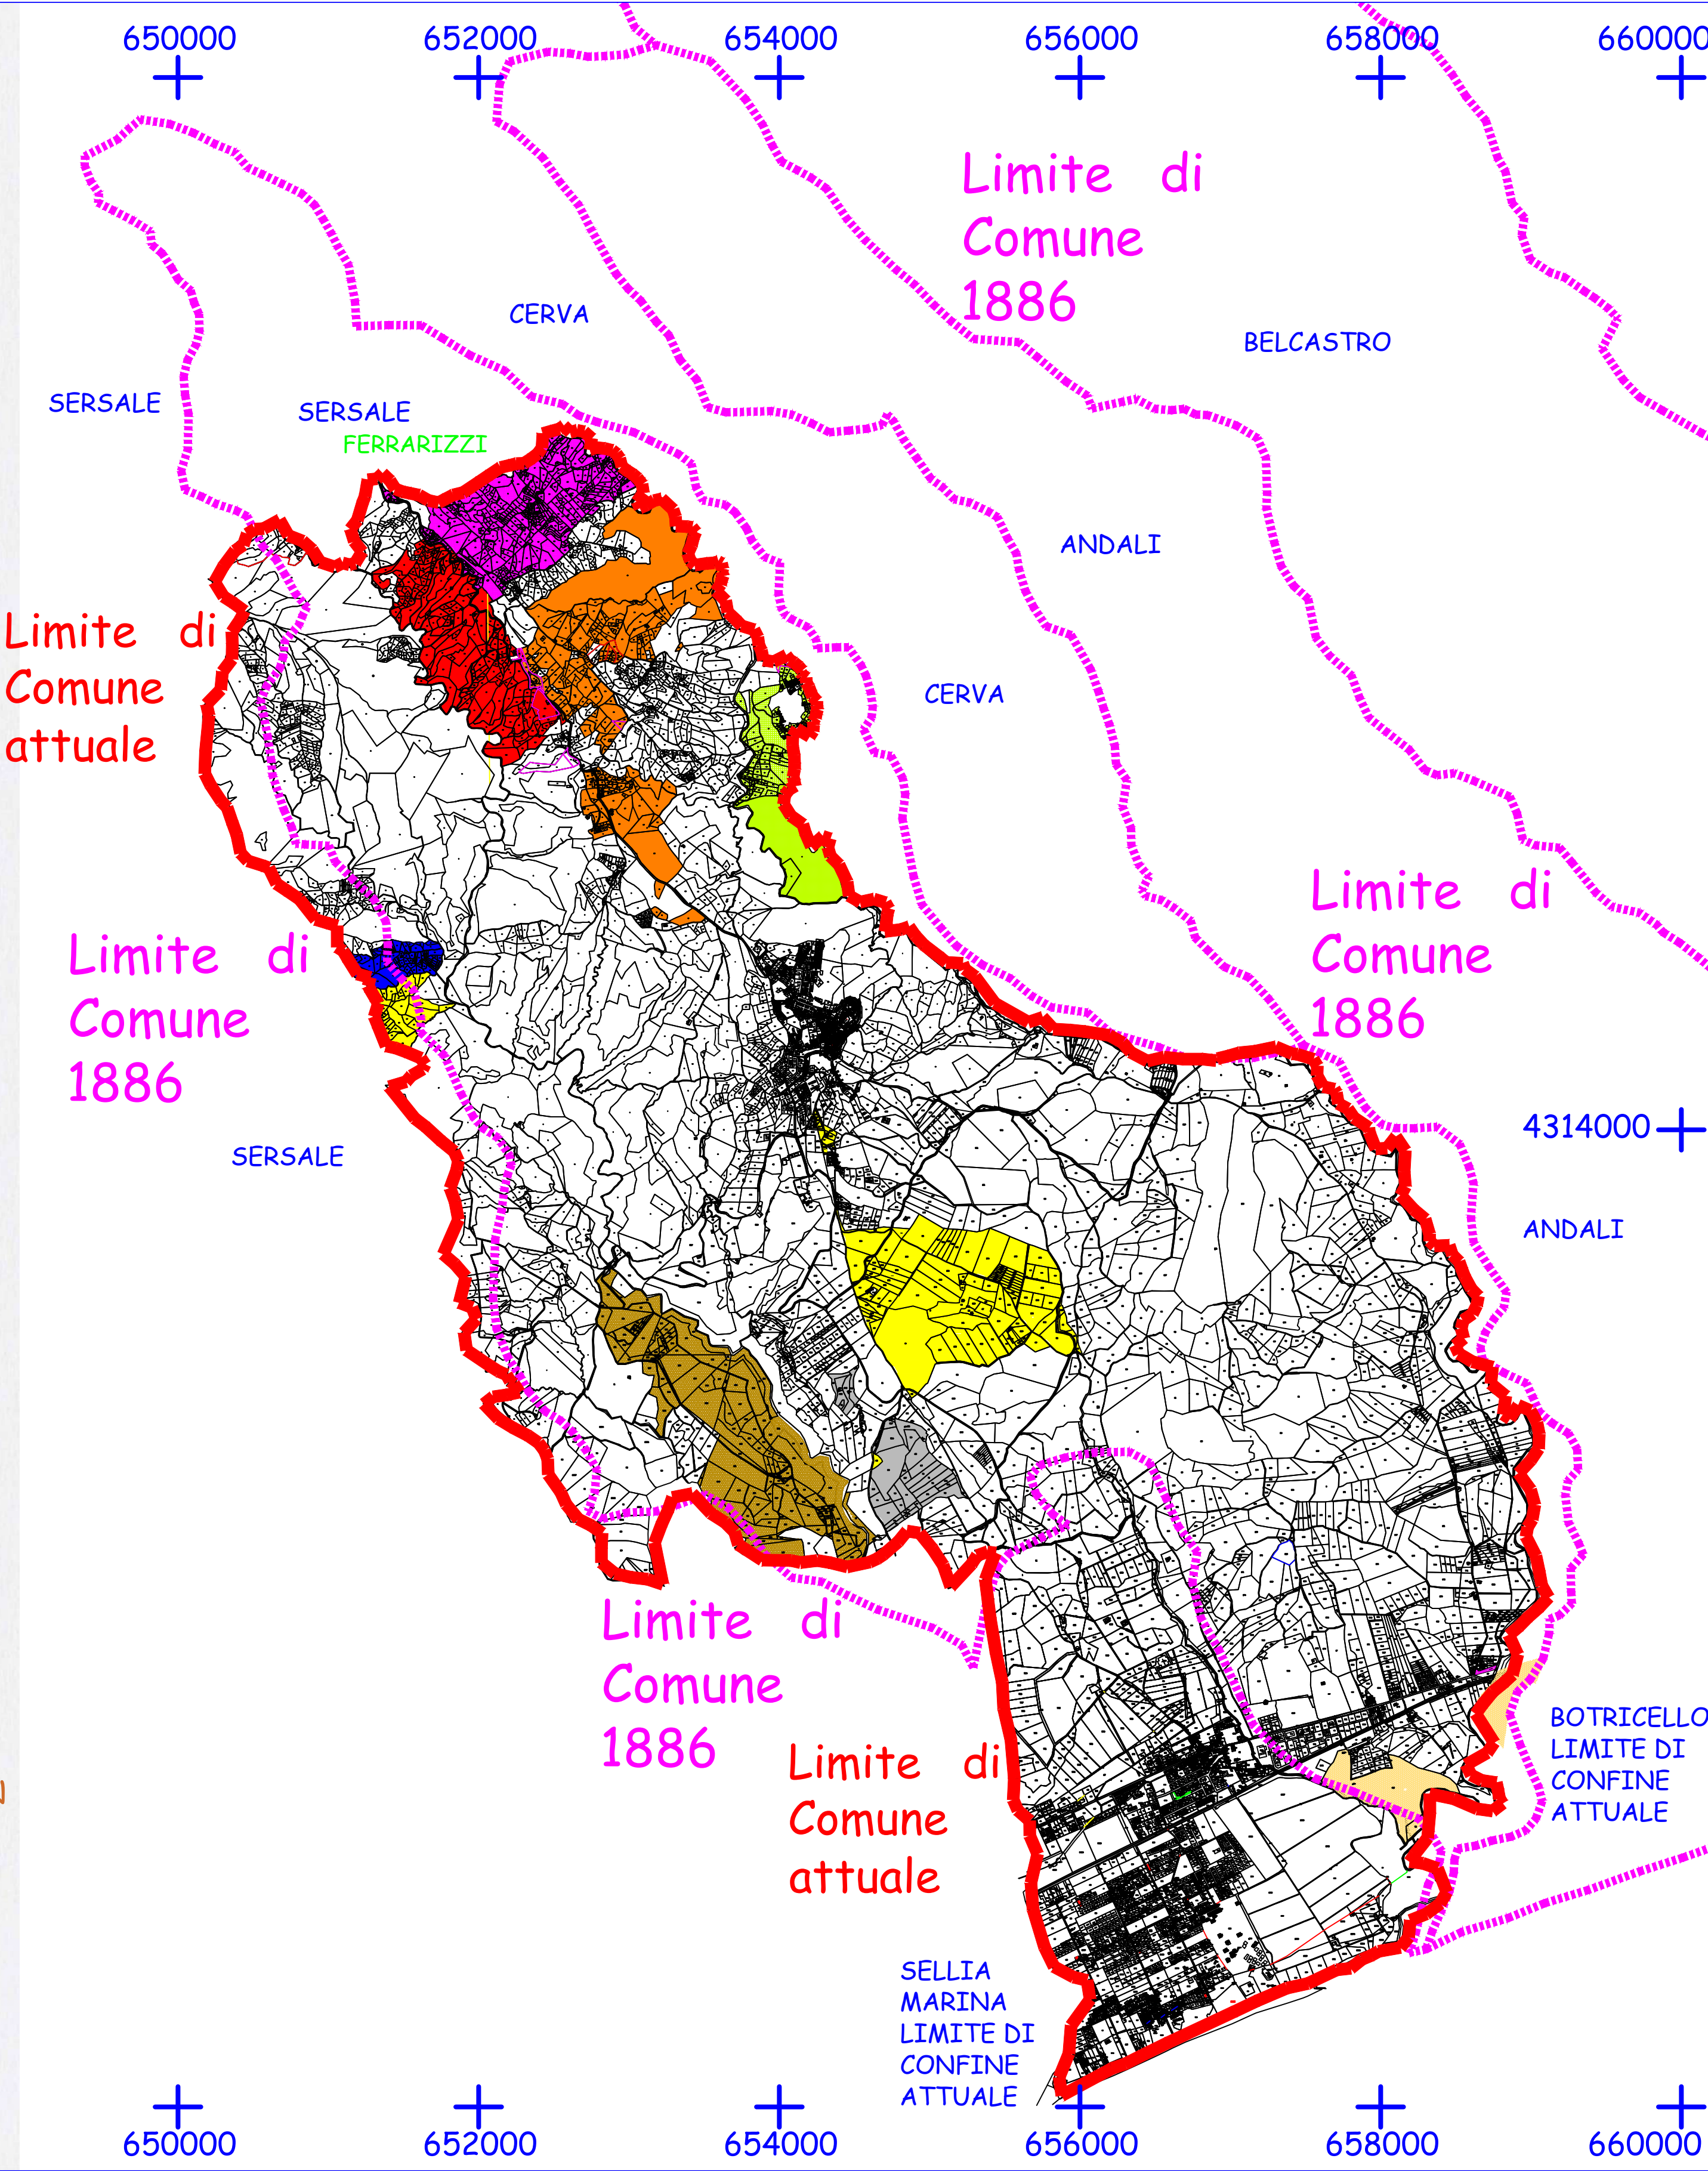 650000 652000 654000 656000 658000 660000
Limite di
Comune
1886
CERVA
BELCASTRO
SERSALE
SERSALE
FERRARIZZI
ANDALI
Limite di
Comune
attuale
CERVA
Limite di
Comune
1886
Limite di
Comune
1886
4314000
SERSALE
ANDALI
Limite di
Comune
1886
BOTRICELLO
LIMITE DI
CONFINE
ATTUALE
Limite di
Comune
attuale
SELLIA
MARINA
LIMITE DI
CONFINE
ATTUALE
650000 652000 654000 656000 658000 660000